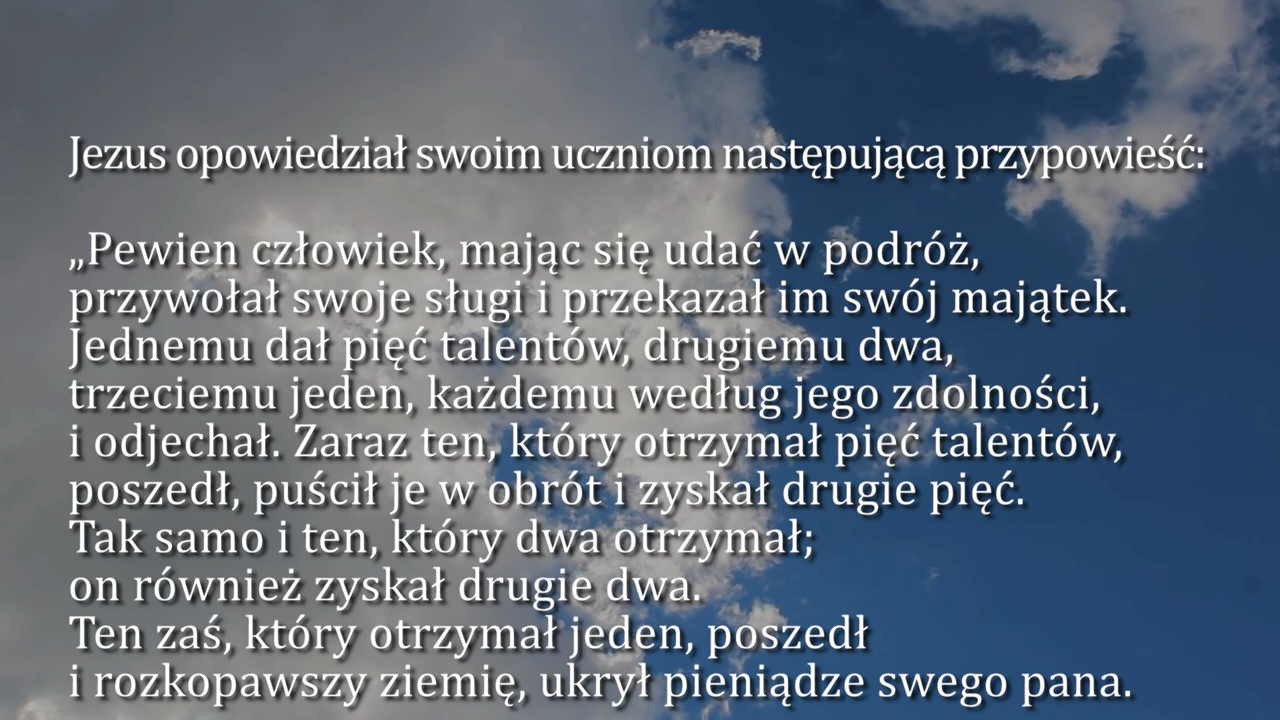 Jezus opowiedział swoim uczniom następującą przypowieść:
„Pewien człowiek, mając się udać w podróż,
przywołał swoje sługi i przekazał im swój majątek.
Jednemu dał pięć talentów, drugiemu dwa,
trzeciemu jeden, każdemu według jego zdolności,
i odjechał. Zaraz ten, który otrzymał pięć talentów,
poszedł, puścił je w obrót i zyskał drugie pięć.
Tak samo i ten, który dwa otrzymał;
on również zyskał drugie dwa.
Ten zaś, który otrzymał jeden, poszedł
i rozkopawszy ziemię, ukrył pieniądze swego pana.